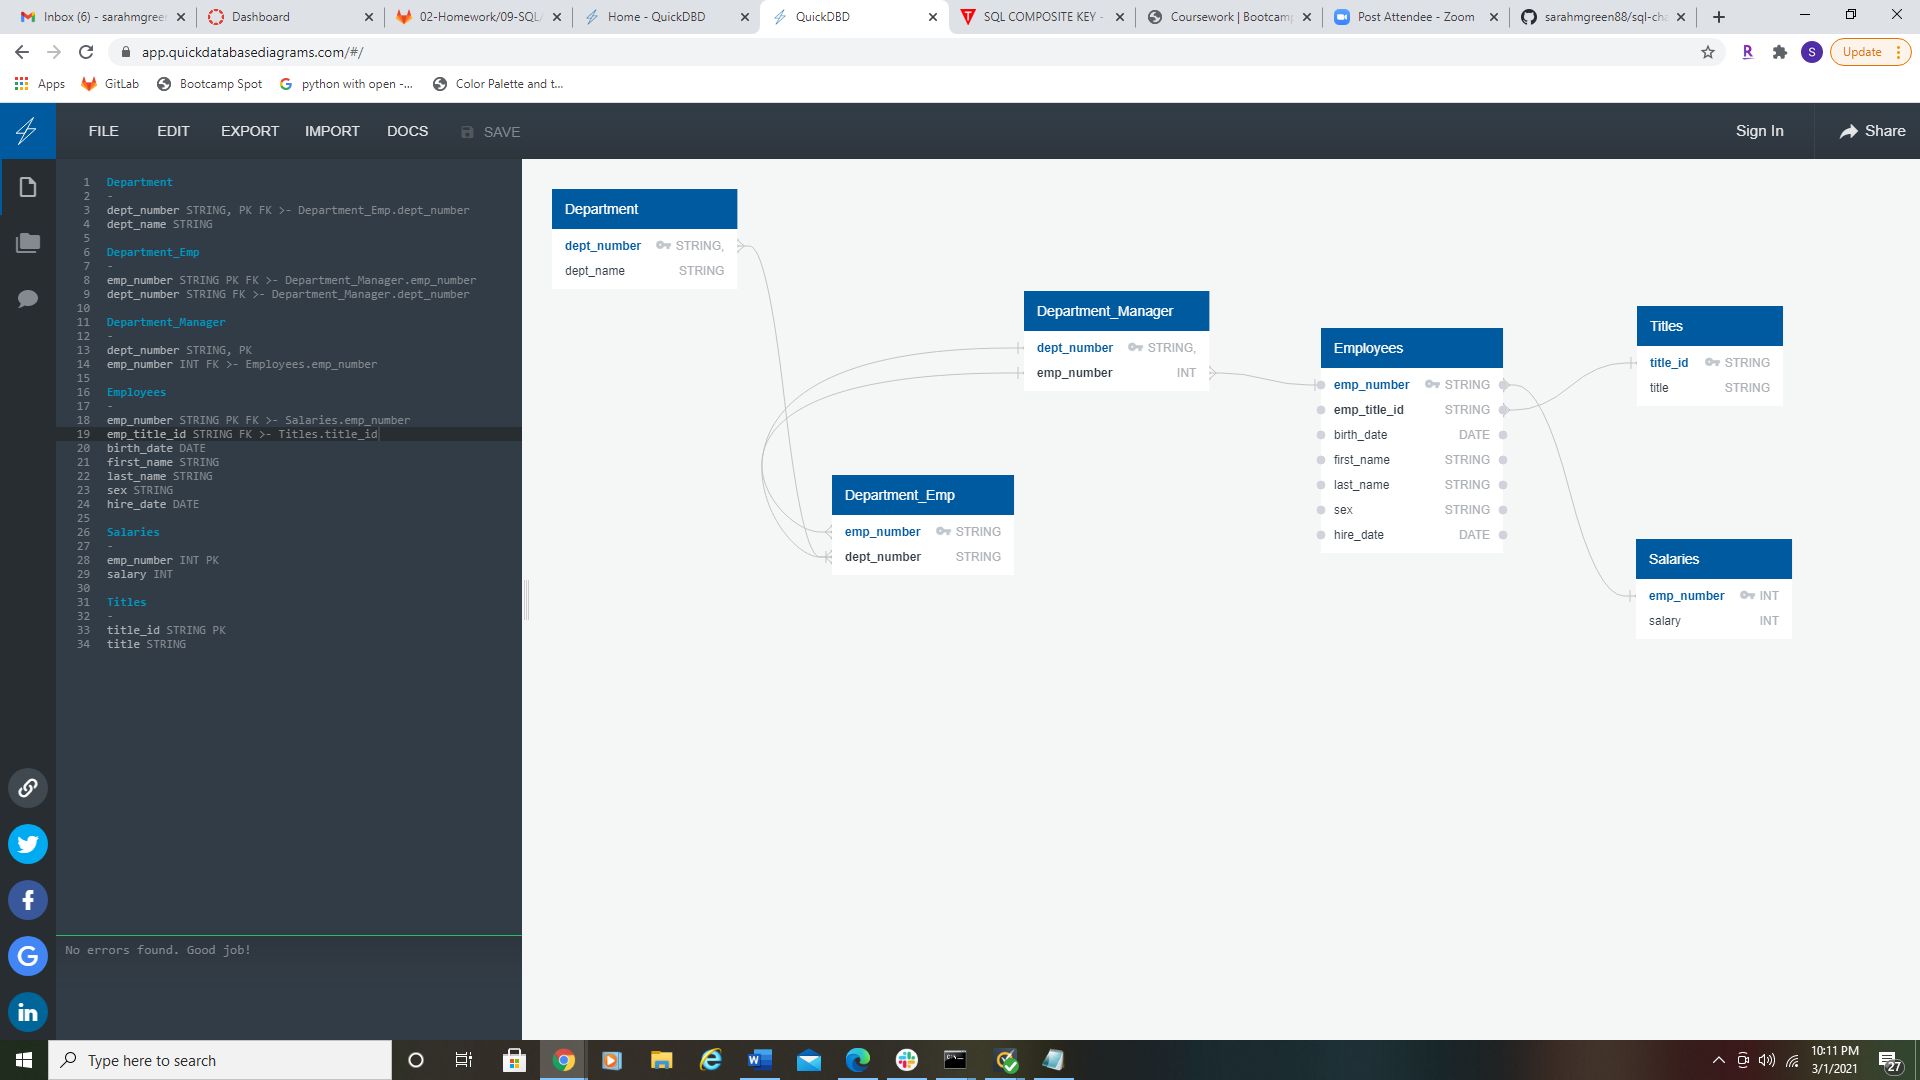 Inbox (6) - sarahmgree
Dashboard
02-Homework/09-SQL
Home - QuickDBD
QuickDBD
SQL COMPOSITE KEY -
Coursework | Bootcamp
Post Attendee - Zoom
sarahmgreen88/sql-cha
app.quickdatabasediagrams.com/#/
R
S
Update
Apps
GitLab
Bootcamp Spot
python with open -...
Color Palette and t...
FILE
EDIT
EXPORT
IMPORT
DOCS
SAVE
Sign In
Share
1 Department
2 -
3 dept_number STRING, PK FK >- Department_Emp.dept_number
4 dept_name STRING
5
6 Department_Emp
7 -
8 emp_number STRING PK FK >- Department_Manager.emp_number
9 dept_number STRING FK >- Department_Manager.dept_number
10
11 Department_Manager
12 -
13 dept_number STRING, PK
14 emp_number INT FK >- Employees.emp_number
15
16 Employees
17 -
18 emp_number STRING PK FK >- Salaries.emp_number
19 emp_title_id STRING FK >- Titles.title_id
20 birth_date DATE
21 first_name STRING
22 last_name STRING
23 sex STRING
24 hire_date DATE
25
26 Salaries
27 -
28 emp_number INT PK
29 salary INT
30
31 Titles
32 -
33 title_id STRING PK
34 title STRING
No errors found. Good job!
Department
dept_number STRING,
dept_name STRING
Department_Manager
dept_number STRING,
emp_number INT
Department_Emp
emp_number STRING
dept_number STRING
Employees
emp_number STRING
emp_title_id STRING
birth_date DATE
first_name STRING
last_name STRING
sex STRING
hire_date DATE
Titles
title_id STRING
title STRING
Salaries
emp_number INT
salary INT
Type here to search
10:11 PM
3/1/2021
27